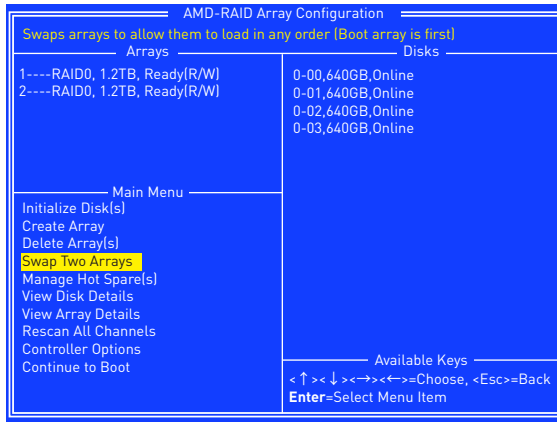 AMD-RAID Array Configuration
Swaps arrays to allow them to load in any order (Boot array is first)
Arrays
1----RAID0, 1.2TB, Ready(R/W)
2----RAID0, 1.2TB, Ready(R/W)
Disks
0-00,640GB,Online
0-01,640GB,Online
0-02,640GB,Online
0-03,640GB,Online
Main Menu
Initialize Disk(s)
Create Array
Delete Array(s)
Swap Two Arrays
Manage Hot Spare(s)
View Disk Details
View Array Details
Rescan All Channels
Controller Options
Continue to Boot
Available Keys
<↑><↓><→><←>=Choose, <Esc>=Back
Enter=Select Menu Item